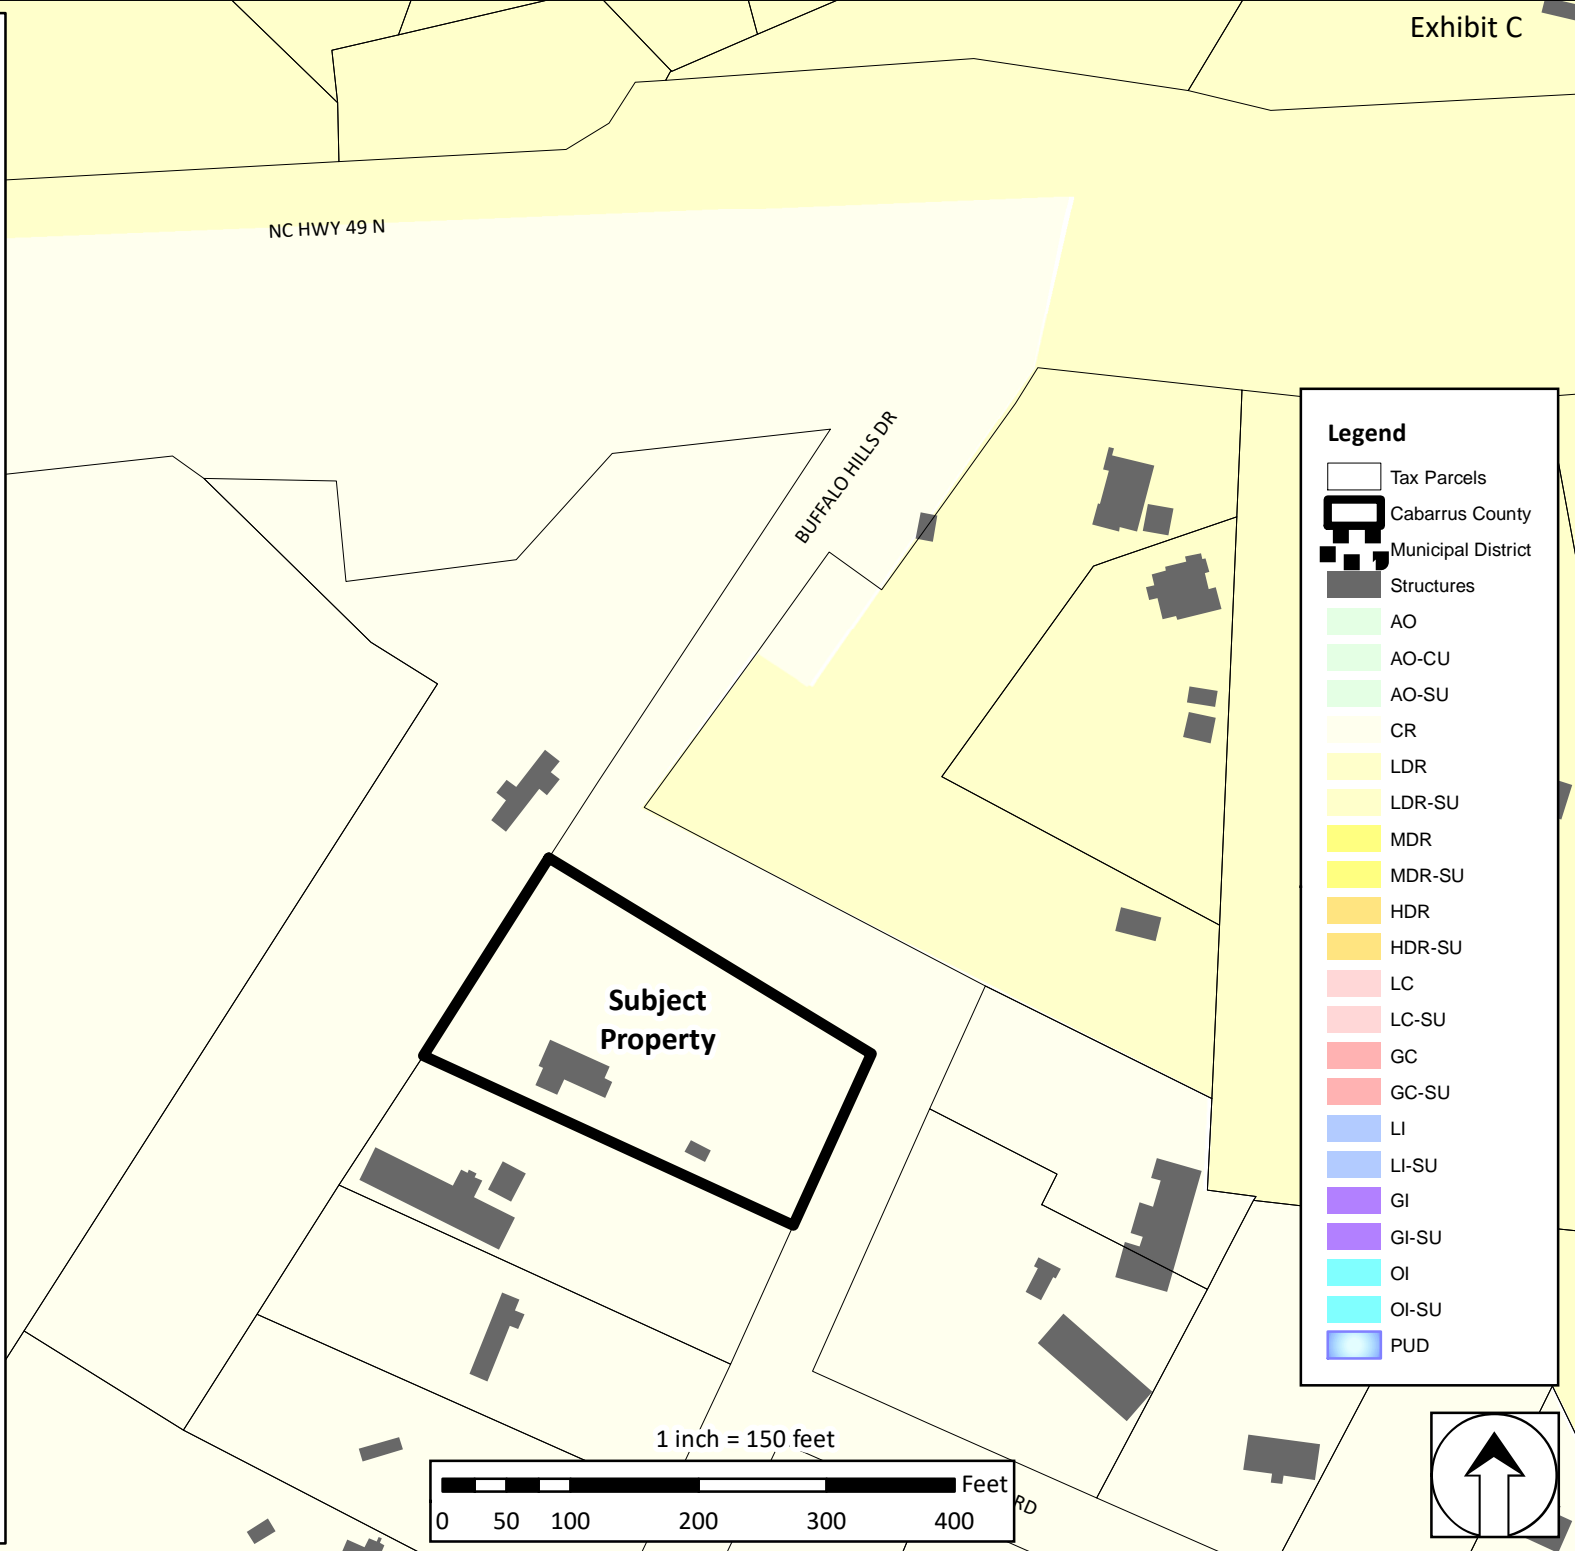 Exhibit C
NC HWY 49 N
BUFFALO HILLS DR
Legend
Tax Parcels
Cabarrus County
Municipal District
Structures
AO
AO-CU
AO-SU
CR
LDR
LDR-SU
MDR
MDR-SU
HDR
HDR-SU
LC
LC-SU
GC
GC-SU
LI
LI-SU
GI
GI-SU
OI
OI-SU
PUD
Subject
Property
1 inch = 150 feet
Feet
0 50 100 200 300 400
RD